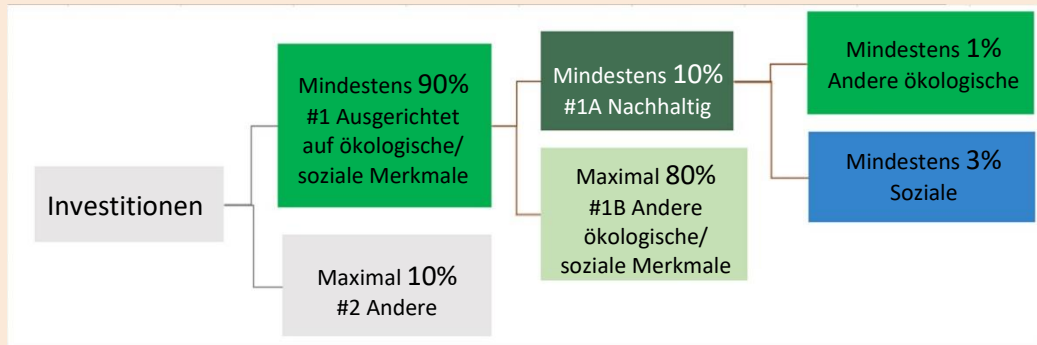 Investitionen
Mindestens 90%
#1 Ausgerichtet
auf ökologische/
soziale Merkmale
Maximal 10%
#2 Andere
Mindestens 10%
#1A Nachhaltig
Maximal 80%
#1B Andere
ökologische/
soziale Merkmale
Mindestens 1%
Andere ökologische
Mindestens 3%
Soziale